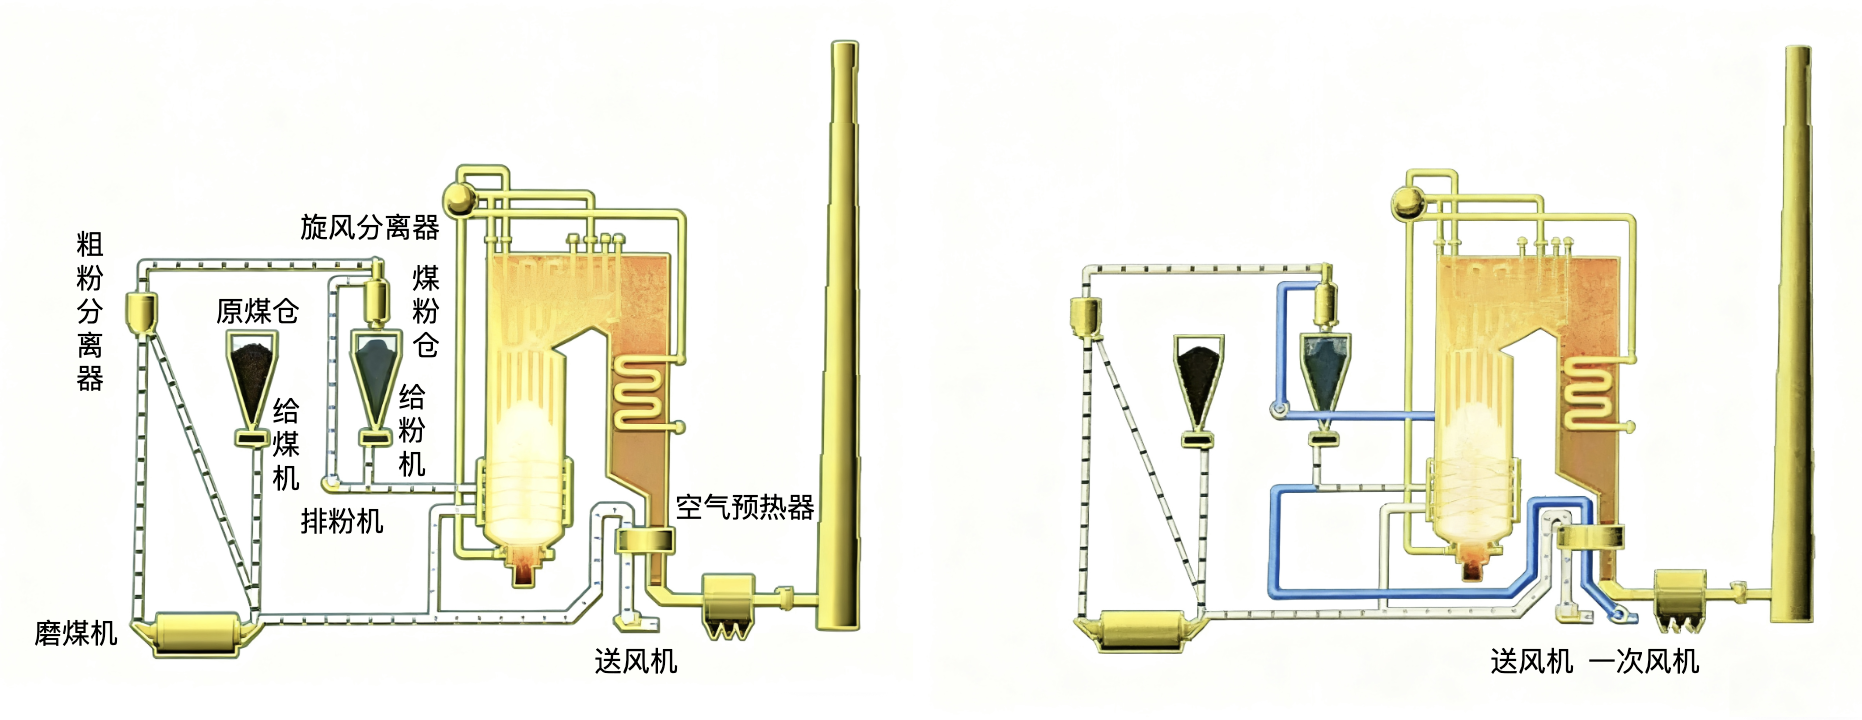 旋风分离器
粗粉分离器
煤粉仓
原煤仓
给粉机
给煤机
空气预热器
排粉机
磨煤机
送风机
送风机 一次风机